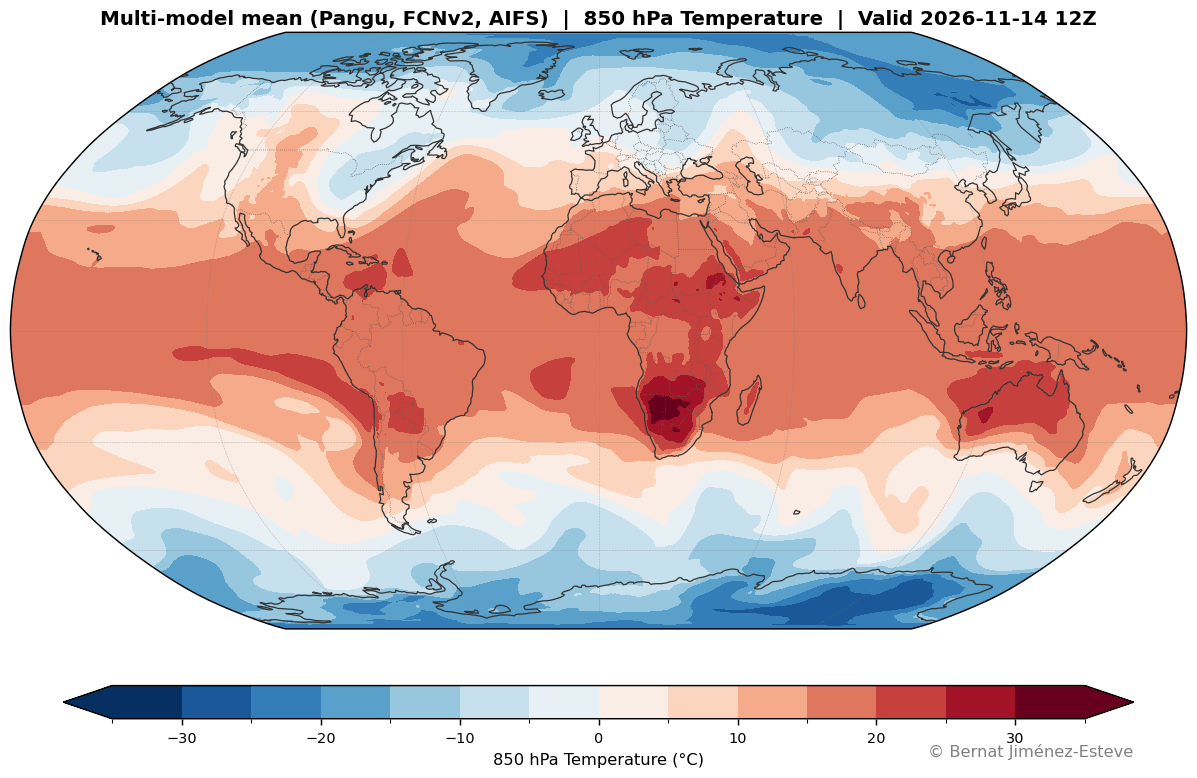 Multi-model mean (Pangu, FCNv2, AIFS)  |  850 hPa Temperature  |  Valid 2026-11-14 12Z
−30 −20 −10 0 10 20 30
850 hPa Temperature (°C)
© Bernat Jiménez-Esteve